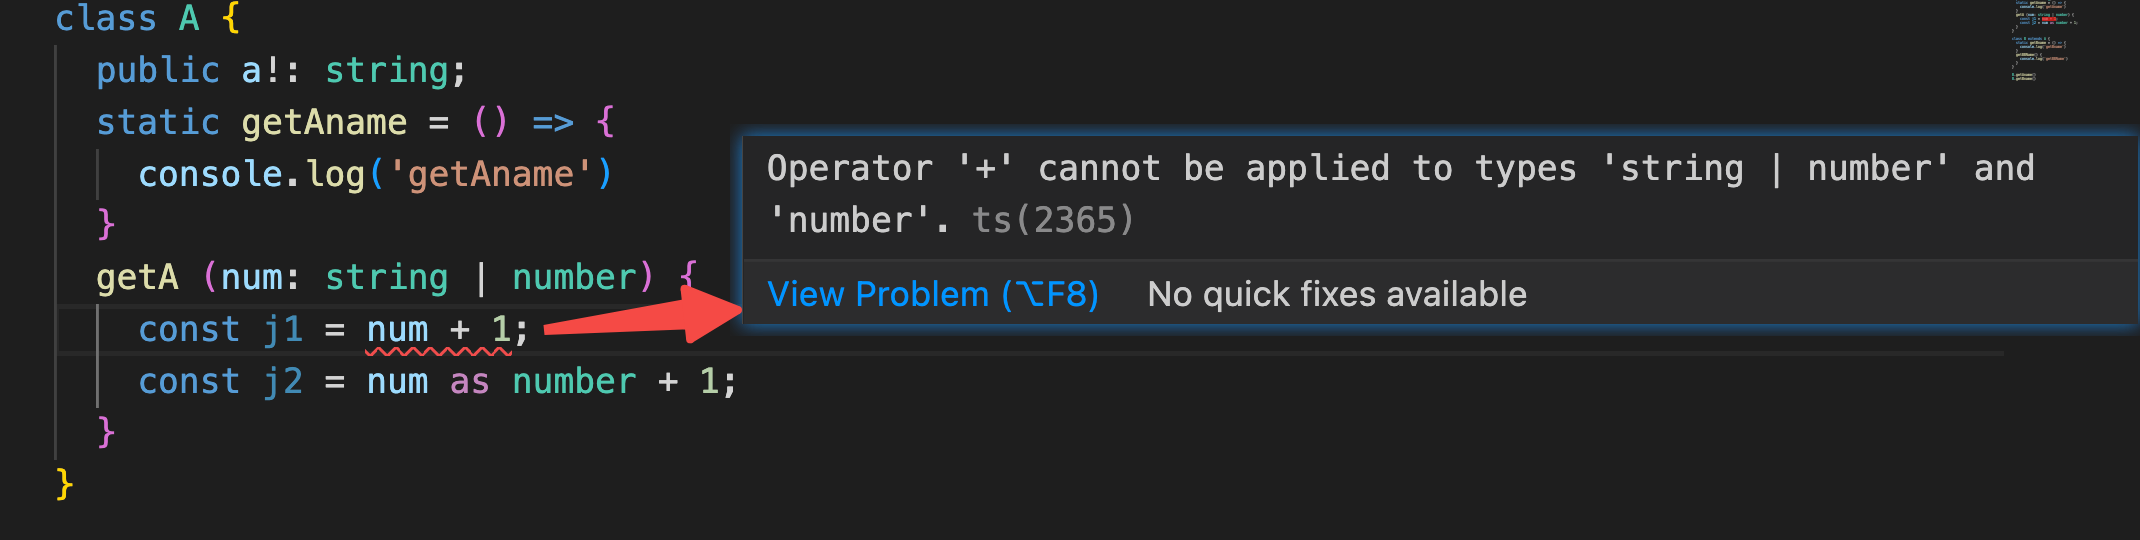 class A {
public a!: string;
static getAname = () => {
console.log('getAname')
}
getA (num: string | number) {
const j1 = num + 1;
const j2 = num as number + 1;
}
}
Operator '+' cannot be applied to types 'string | number' and
'number'. ts(2365)
View Problem (⌥F8) No quick fixes available